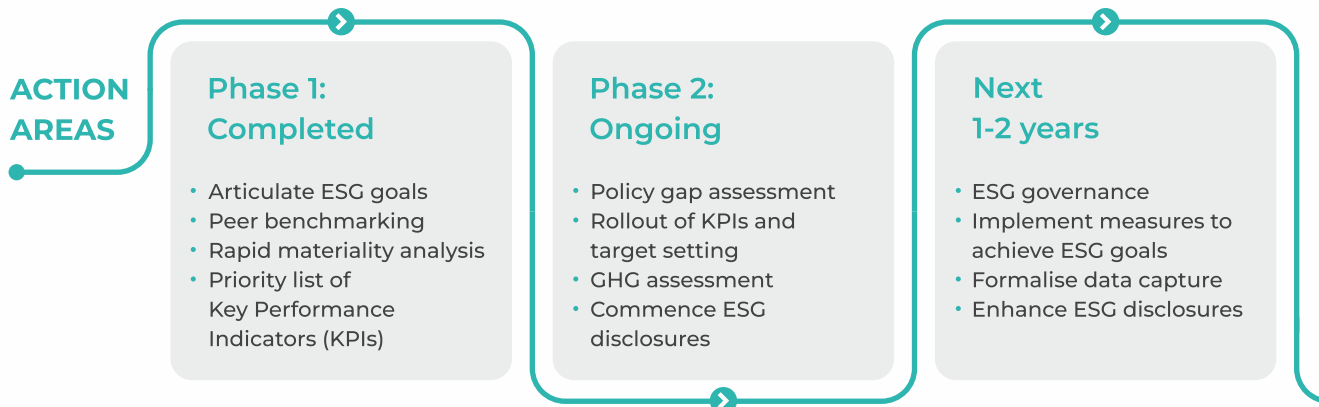 ACTION
AREAS
Phase 1:
Completed
• Articulate ESG goals
• Peer benchmarking
• Rapid materiality analysis
• Priority list of
Key Performance
Indicators (KPIs)
Phase 2:
Ongoing
• Policy gap assessment
• Rollout of KPIs and
target setting
• GHG assessment
• Commence ESG
disclosures
Next
1-2 years
• ESG governance
• Implement measures to
achieve ESG goals
• Formalise data capture
• Enhance ESG disclosures